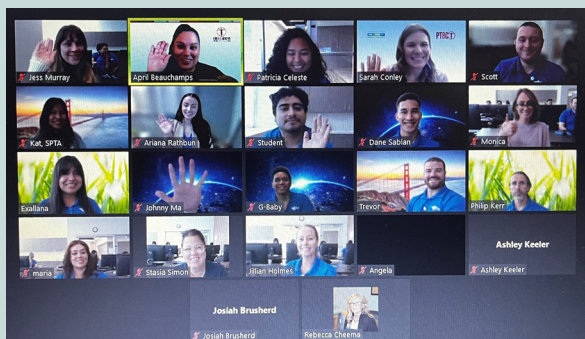 Jess Murray
April Beauchamps
Patricia Celeste
PTBC
Sarah Conley
Scott
Kat, SPTA
Ariana Rathbun
Student
Dane Sablan
Monica
Evallana
Johnny Ma
G-Baby
Trevor
Philip Kerr
maria
Stasia Simon
Jillian Holmes
Angela
Ashley Keeler
Ashley Keeler
Josiah Brusherd
Josiah Brusherd
Rebecca Cheema